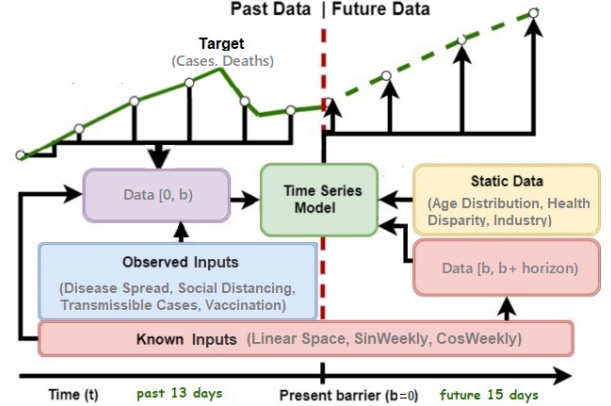 Past Data | Future Data
Target
(Cases. Deaths)
Data [0, b)
Time Series
Model
Static Data
(Age Distribution, Health
Disparity, Industry)
Observed Inputs
(Disease Spread, Social Distancing,
Transmissible Cases, Vaccination)
Data [b, b+ horizon)
Known Inputs (Linear Space, SinWeekly, CosWeekly)
Time (t) past 13 days Present barrier (b=0) future 15 days